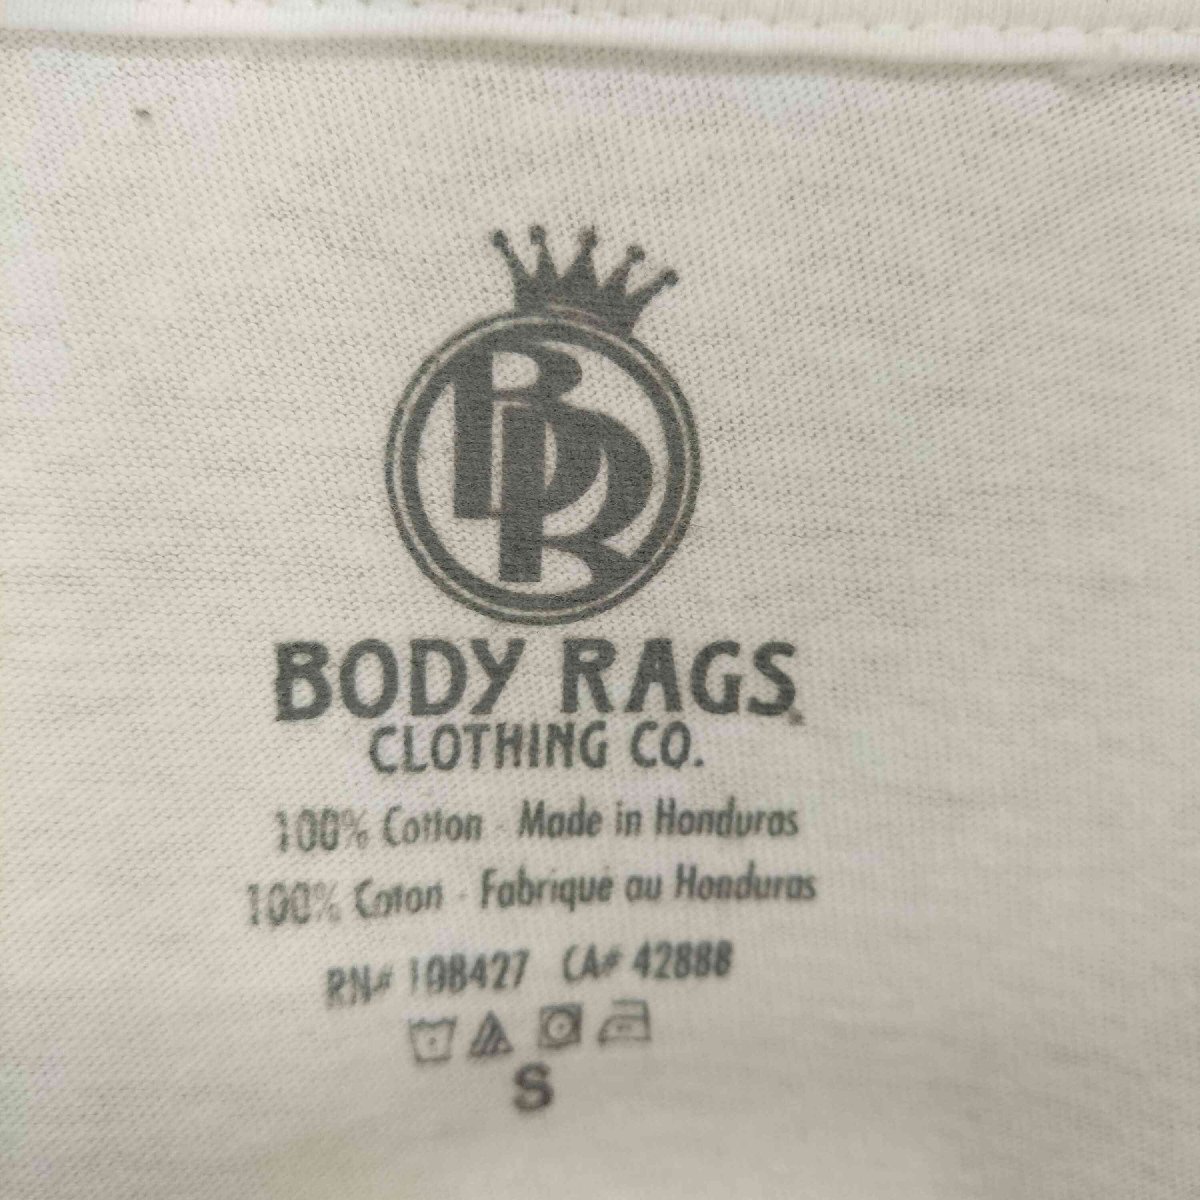 BR
BODY RAGS
CLOTHING CO.
100% Cotton - Made in Honduras
100% Coton - Fabriqué au Honduras
RN# 108427 CA# 42888
S